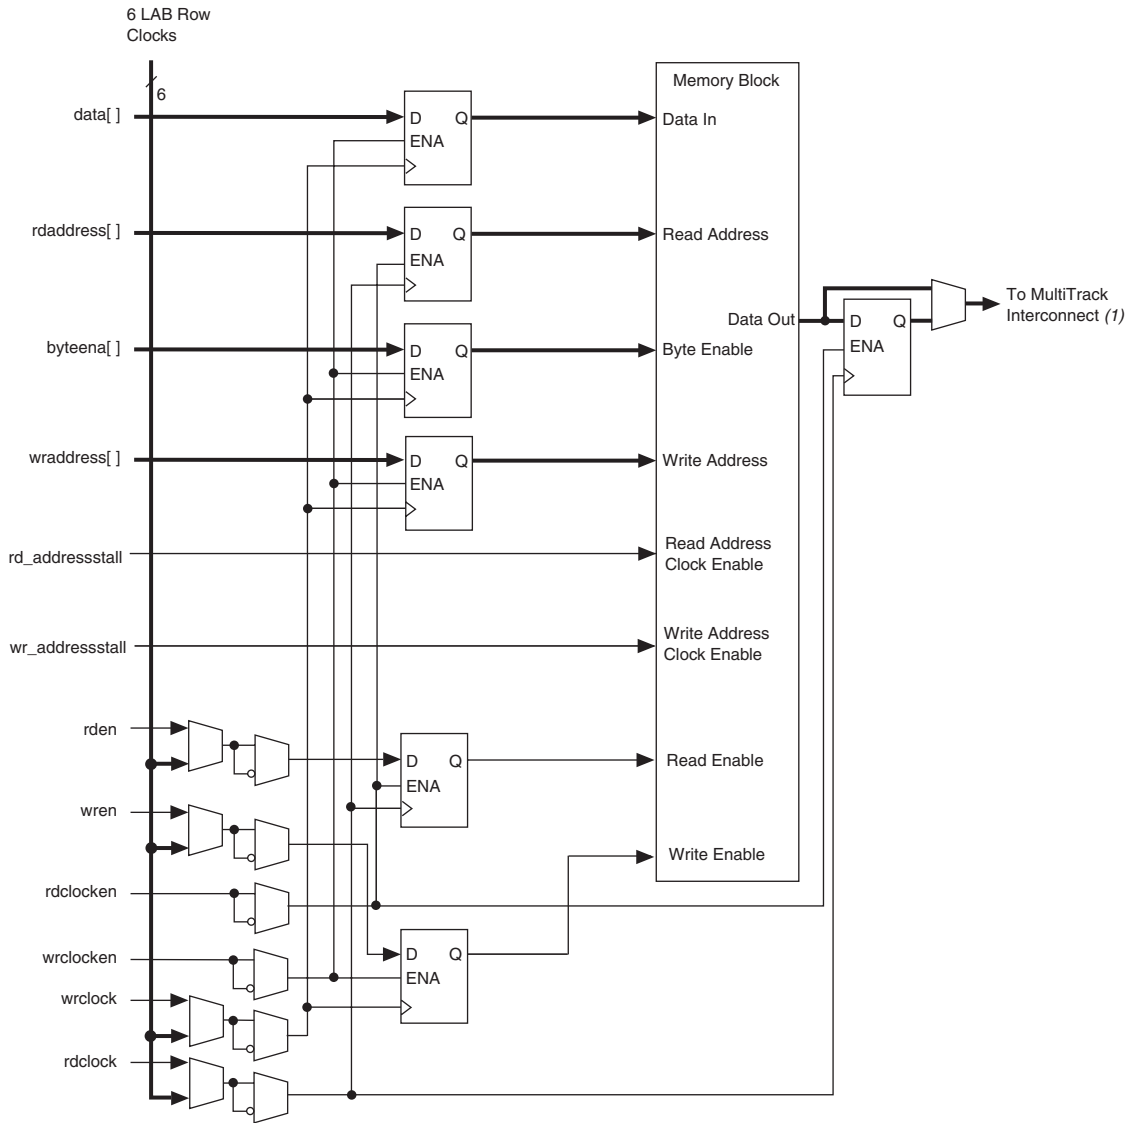 6 LAB Row
Clocks
6
Memory Block
data[ ]
D Q
Data In
ENA
rdaddress[ ]
D Q
Read Address
ENA
To MultiTrack
Interconnect (1)
Data Out
D Q
ENA
byteena[ ]
D Q
Byte Enable
ENA
wraddress[ ]
D Q
Write Address
ENA
rd_addressstall
Read Address
Clock Enable
wr_addressstall
Write Address
Clock Enable
rden
D Q
Read Enable
ENA
wren
Write Enable
rdclocken
wrclocken
D Q
ENA
wrclock
rdclock